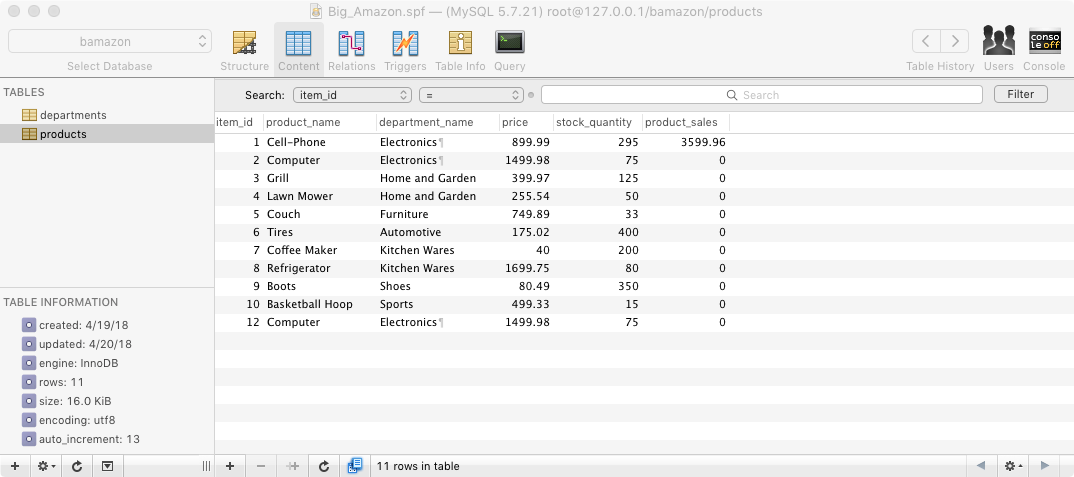 Big_Amazon.spf — (MySQL 5.7.21) root@127.0.0.1/bamazon/products
bamazon
Select Database
Structure Content Relations Triggers Table Info Query
Table History Users Console
conso
le off
TABLES
departments
products
Search: item_id = Search Filter
item_id product_name department_name price stock_quantity product_sales
1 Cell-Phone Electronics¶ 899.99 295 3599.96
2 Computer Electronics¶ 1499.98 75 0
3 Grill Home and Garden 399.97 125 0
4 Lawn Mower Home and Garden 255.54 50 0
5 Couch Furniture 749.89 33 0
6 Tires Automotive 175.02 400 0
7 Coffee Maker Kitchen Wares 40 200 0
8 Refrigerator Kitchen Wares 1699.75 80 0
9 Boots Shoes 80.49 350 0
10 Basketball Hoop Sports 499.33 15 0
12 Computer Electronics¶ 1499.98 75 0
TABLE INFORMATION
created: 4/19/18
updated: 4/20/18
engine: InnoDB
rows: 11
size: 16.0 KiB
encoding: utf8
auto_increment: 13
11 rows in table